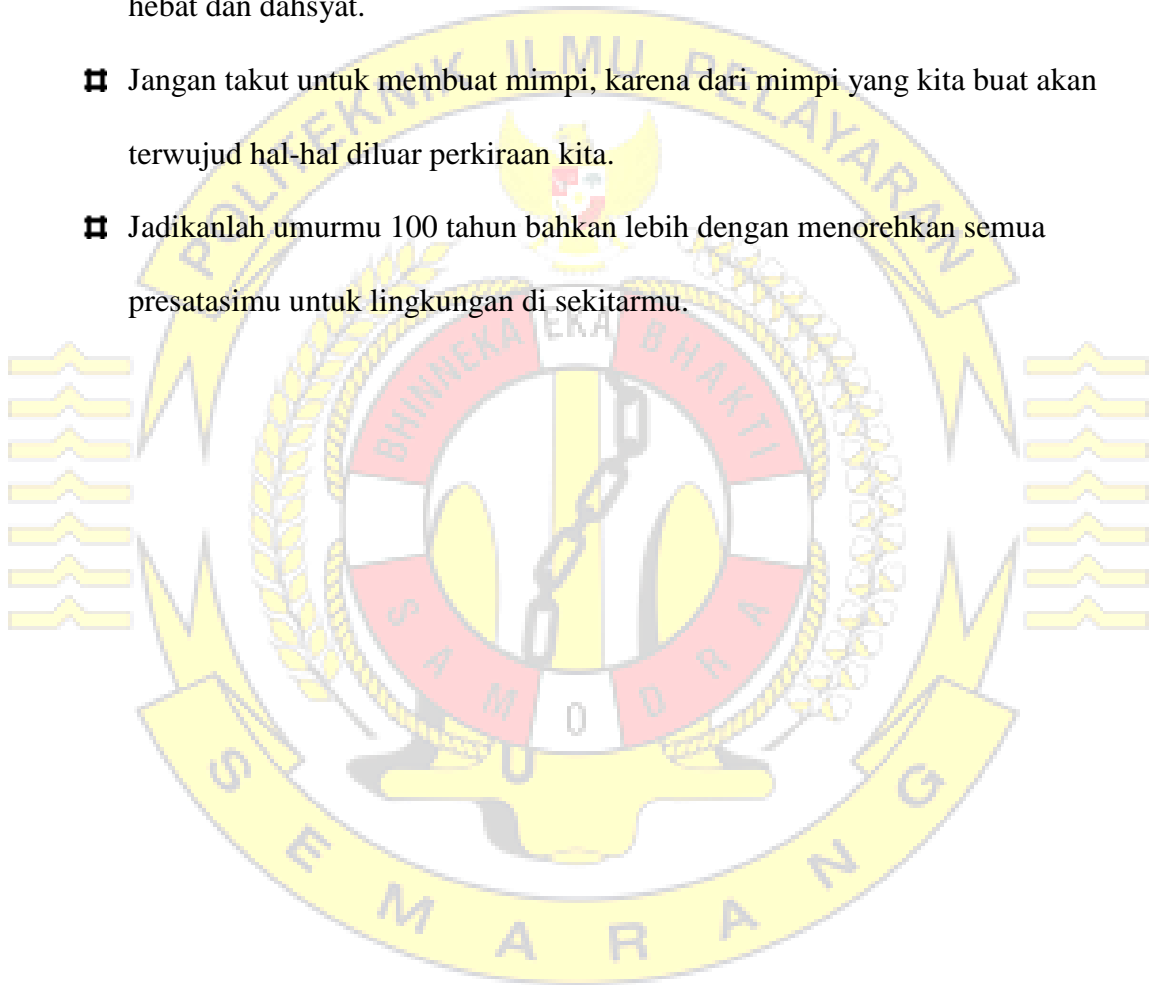 hebat dan dahsyat.
POLITEKNIK ILMU PELAYARAN
Jangan takut untuk membuat mimpi, karena dari mimpi yang kita buat akan
terwujud hal-hal diluar perkiraan kita.
Jadikanlah umurmu 100 tahun bahkan lebih dengan menorehkan semua
presatasimu untuk lingkungan di sekitarmu.
BHINNEKA EKA BHAKTI
SAMODRA
SEMARANG